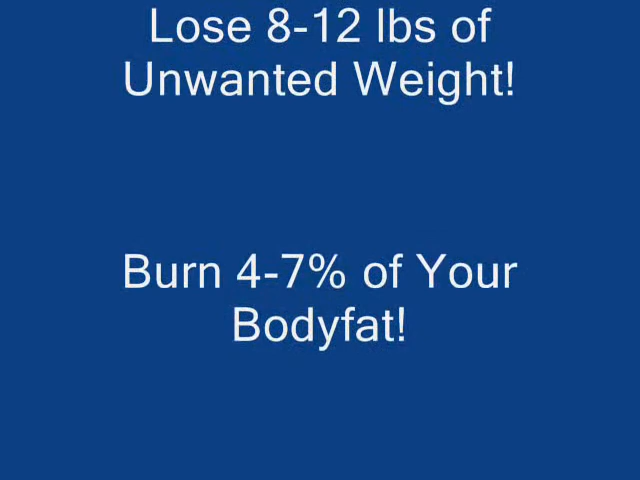 Lose 8-12 lbs of
Unwanted Weight!
Burn 4-7% of Your
Bodyfat!